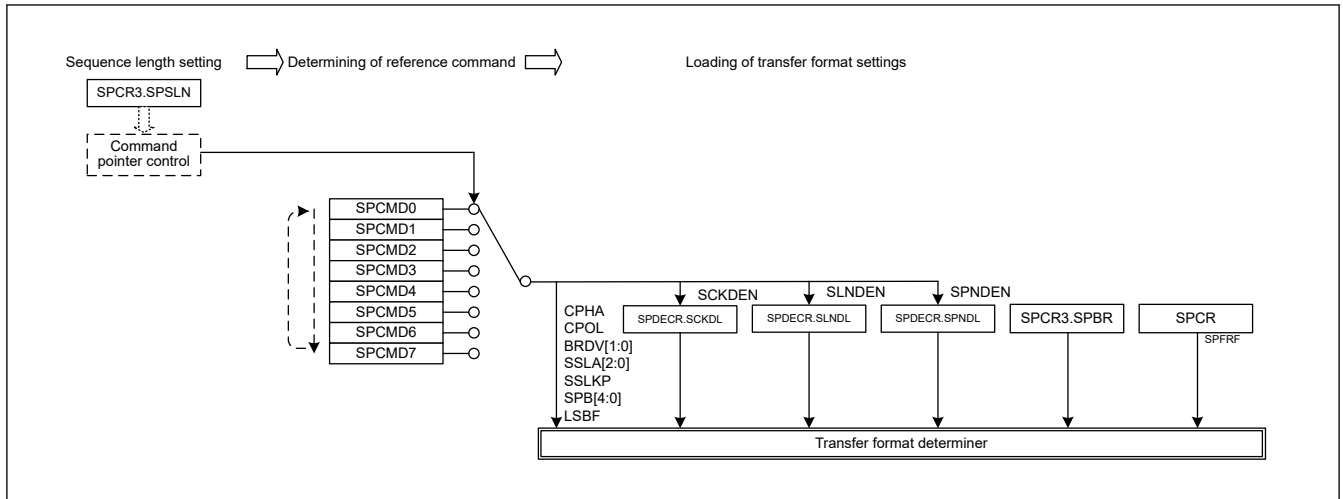 Sequence length setting
Determining of reference command
Loading of transfer format settings
SPCR3.SPSLN
Command
pointer control
SPCMD0
SPCMD1
SPCMD2
SPCMD3
SPCMD4
SPCMD5
SPCMD6
SPCMD7
CPHA
CPOL
BRDV[1:0]
SSLA[2:0]
SSLKP
SPB[4:0]
LSBF
SCKDEN
SLNDEN
SPNDEN
SPDECR.SCKDL
SPDECR.SLNDL
SPDECR.SPNDL
SPCR3.SPBR
SPCR
SPFRF
Transfer format determiner